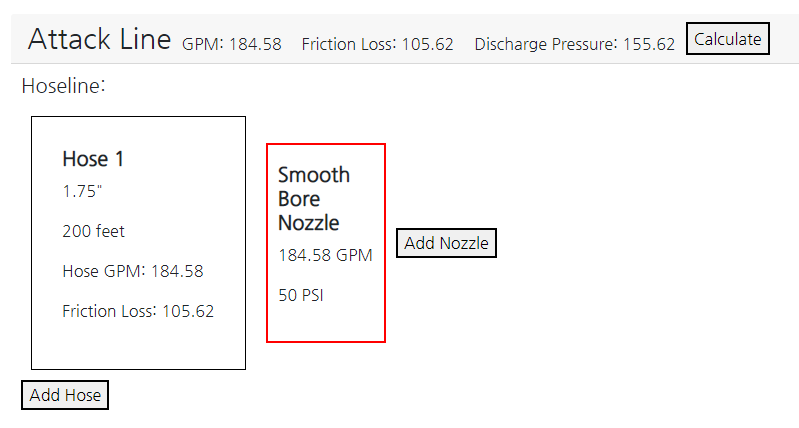 Attack Line GPM: 184.58 Friction Loss: 105.62 Discharge Pressure: 155.62 Calculate
Hoseline:
Hose 1
1.75"
200 feet
Hose GPM: 184.58
Friction Loss: 105.62
Smooth
Bore
Nozzle
184.58 GPM
50 PSI
Add Nozzle
Add Hose